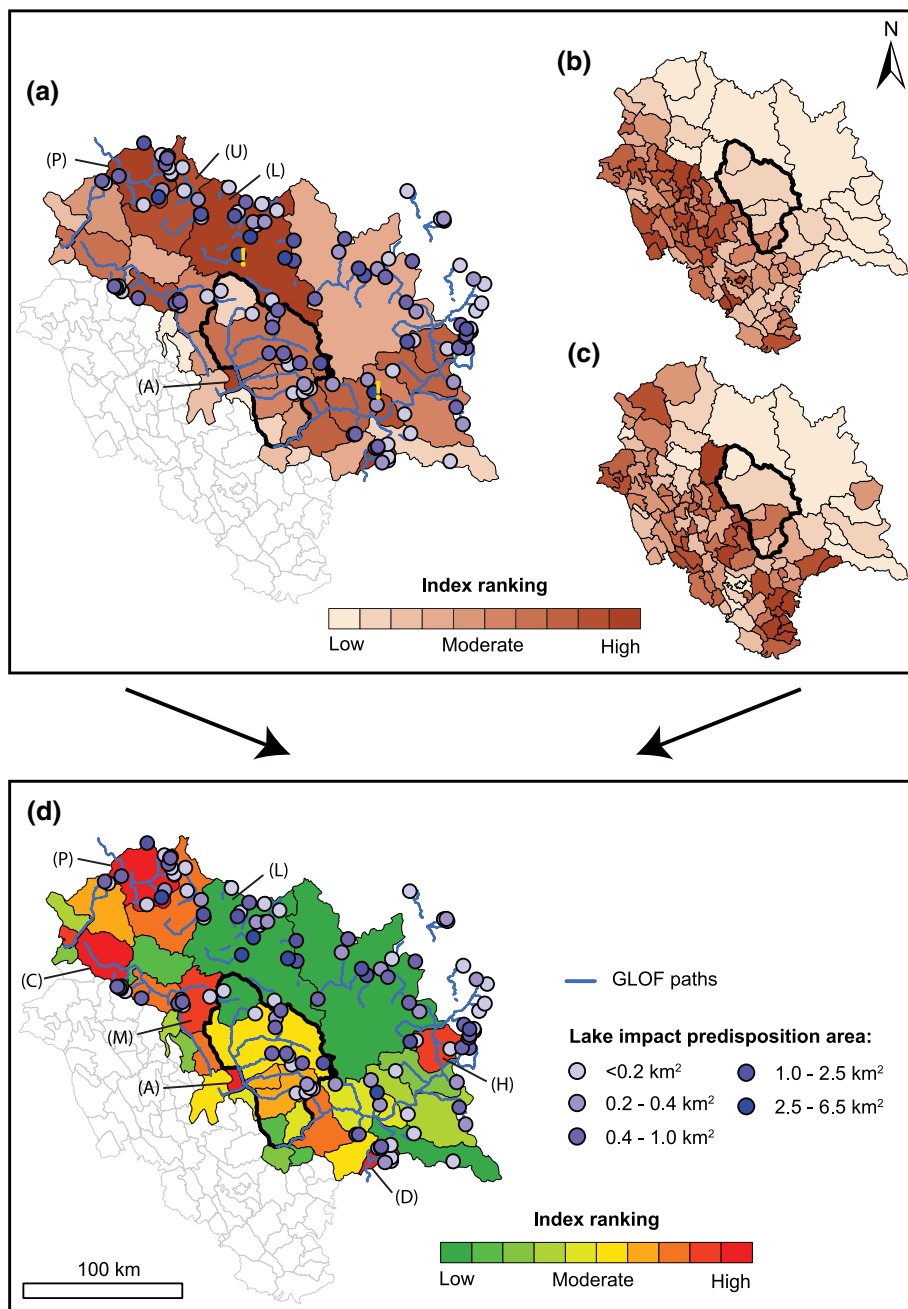 N
(a)
(b)
(P)
(U)
(L)
!
(c)
(A)
!
Index ranking
Low Moderate High
(d)
(P)
(L)
(C)
(M)
(A)
(H)
(D)
GLOF paths
Lake impact predisposition area:
<0.2 km² 1.0 - 2.5 km²
0.2 - 0.4 km² 2.5 - 6.5 km²
0.4 - 1.0 km²
Index ranking
Low Moderate High
100 km